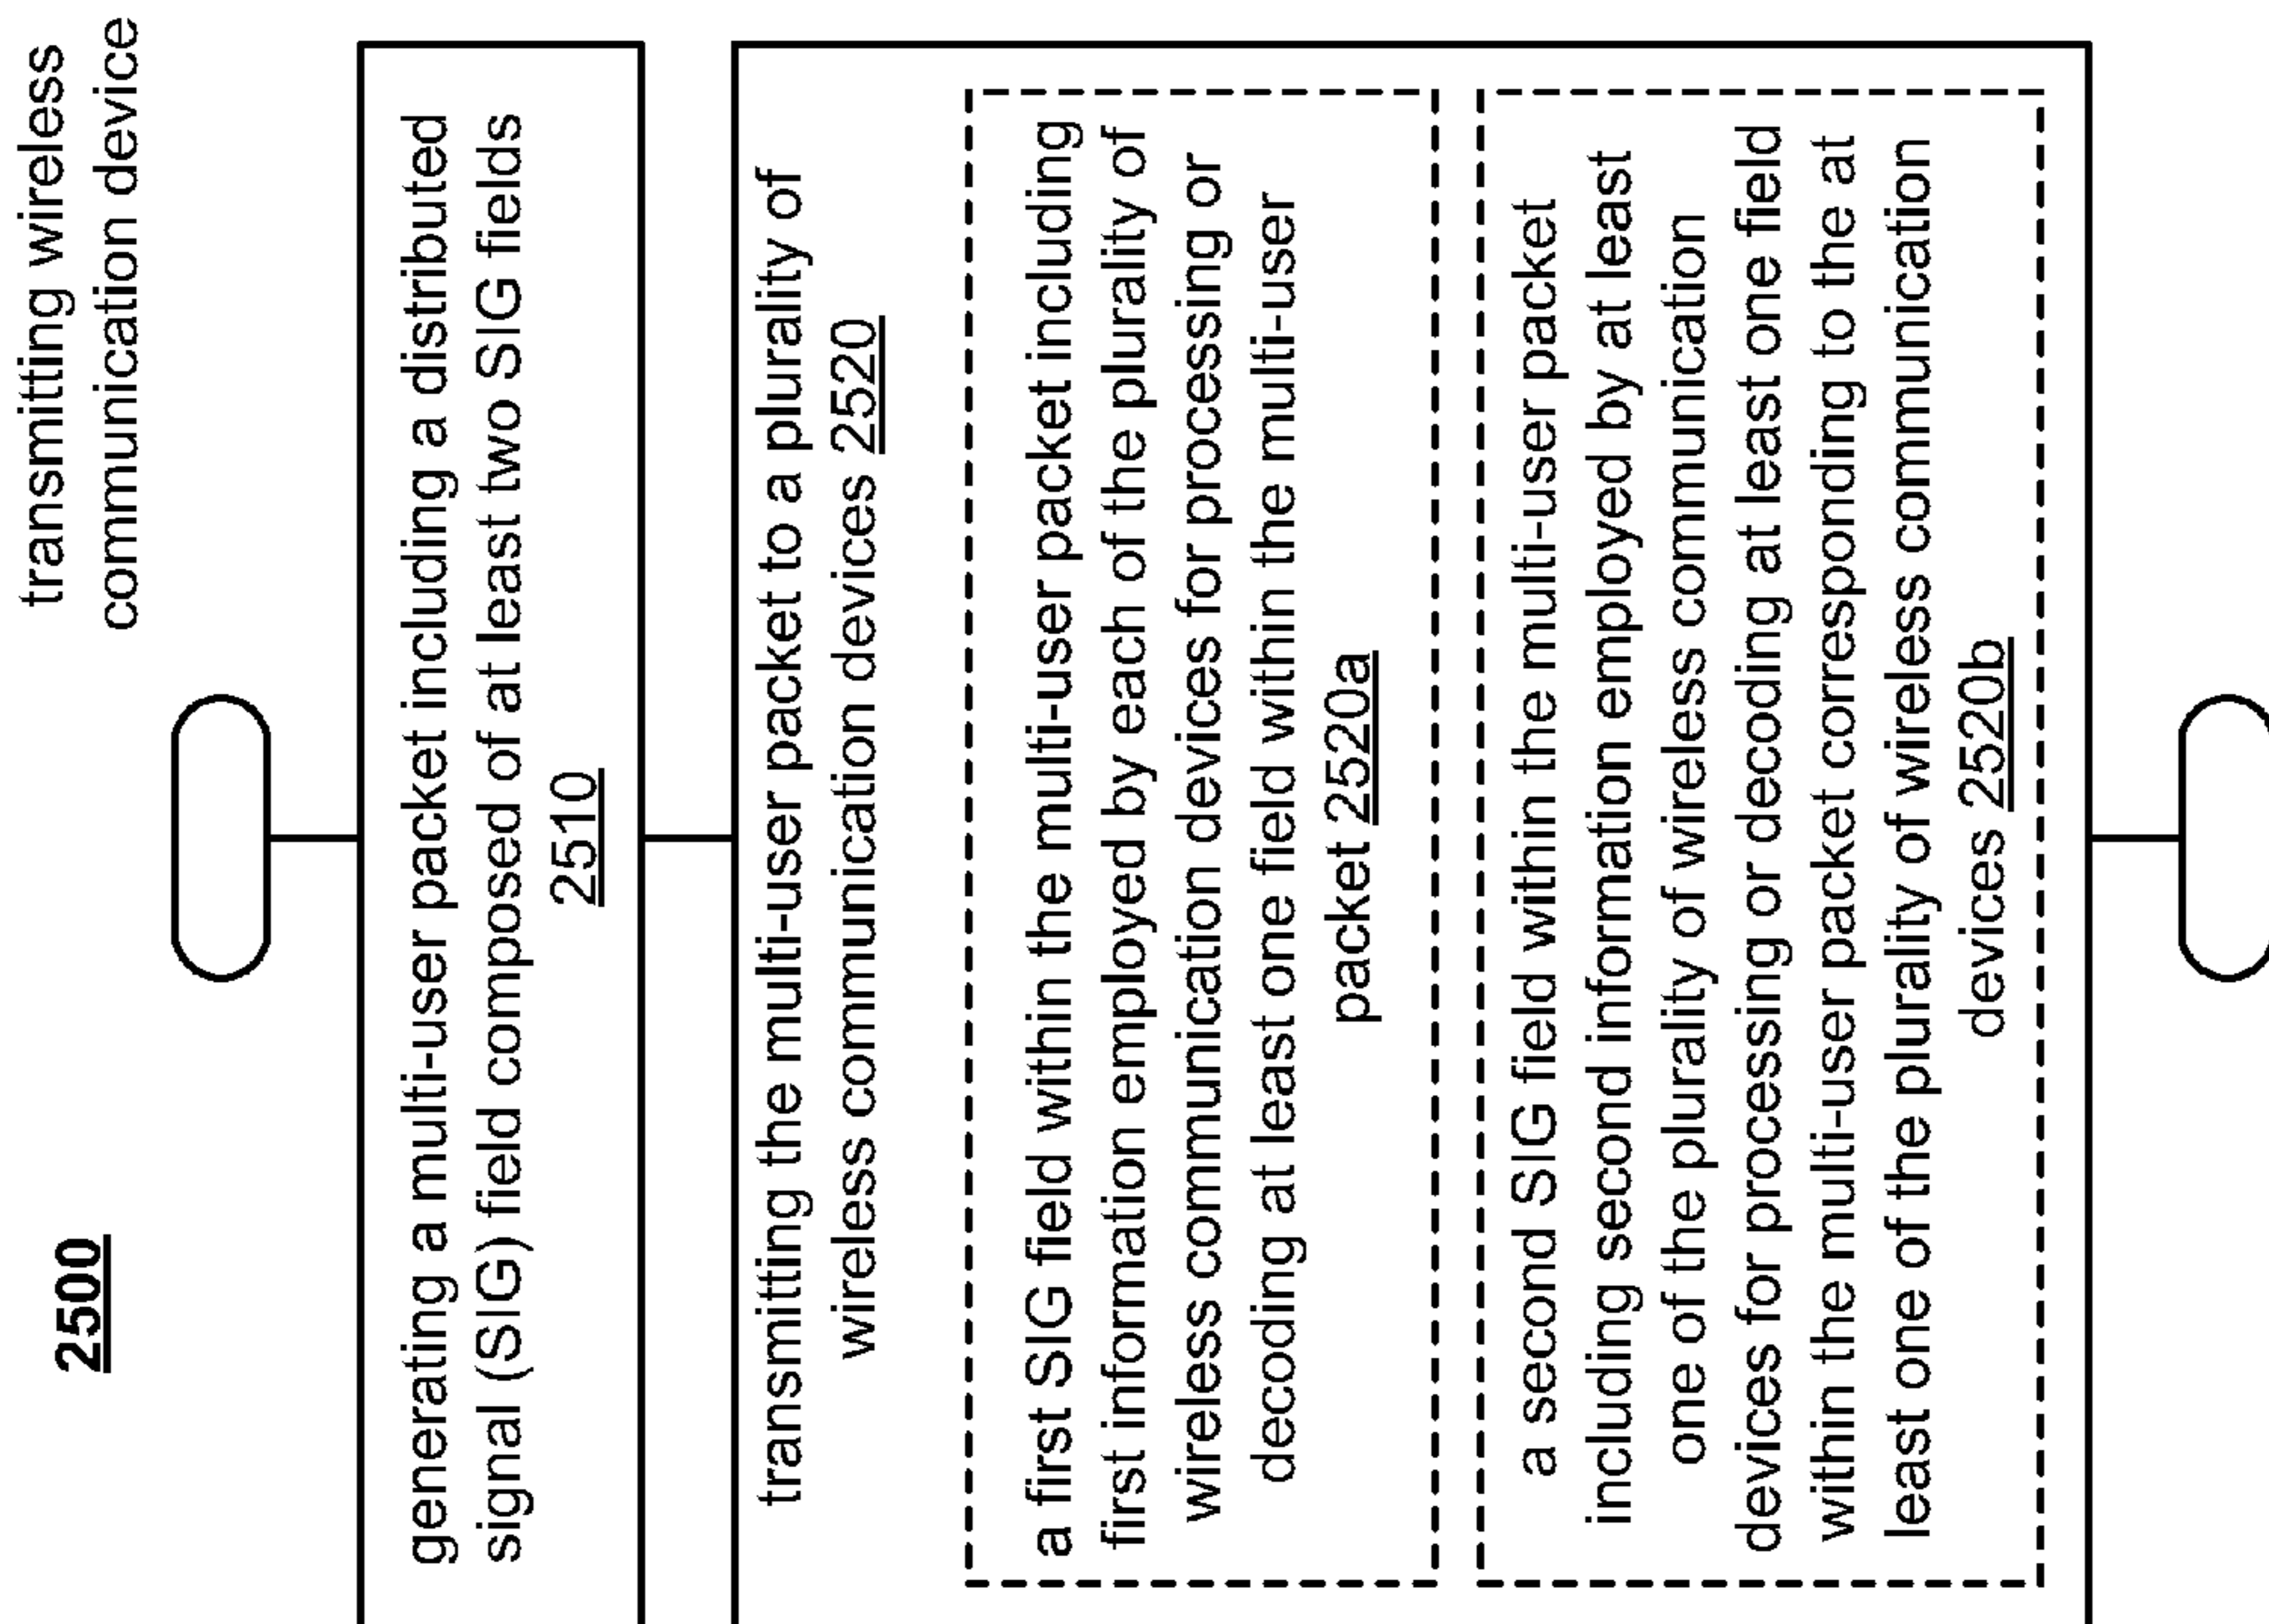 2500
transmitting wireless
communication device
generating a multi-user packet including a distributed
signal (SIG) field composed of at least two SIG fields
2510
transmitting the multi-user packet to a plurality of
wireless communication devices 2520
a first SIG field within the multi-user packet including
first information employed by each of the plurality of
wireless communication devices for processing or
decoding at least one field within the multi-user
packet 2520a
a second SIG field within the multi-user packet
including second information employed by at least
one of the plurality of wireless communication
devices for processing or decoding at least one field
within the multi-user packet corresponding to the at
least one of the plurality of wireless communication
devices 2520b